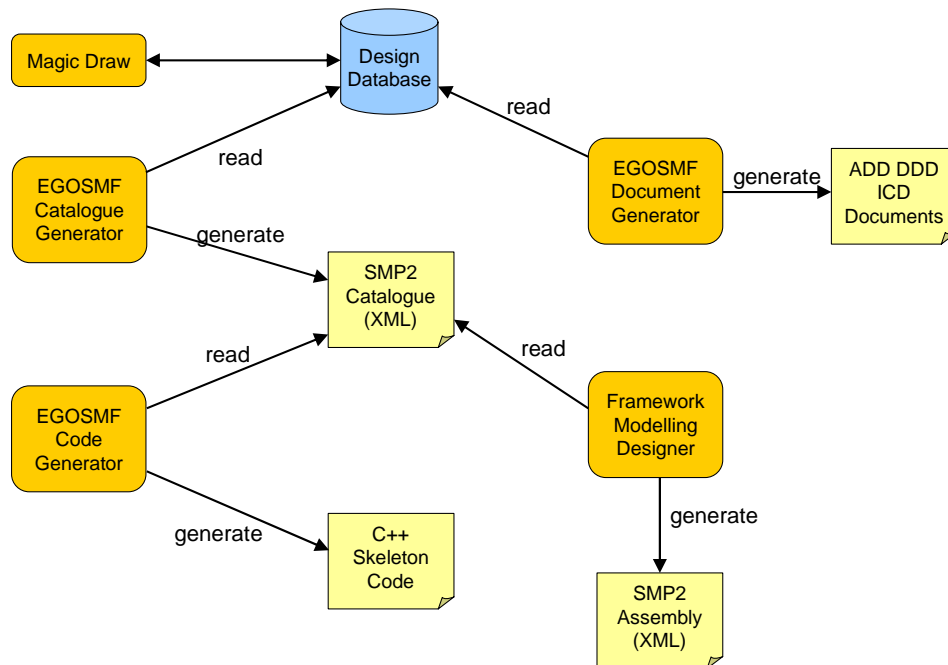 Magic Draw
Design
Database
read
read
EGOSMF
Catalogue
Generator
EGOSMF
Document
Generator
generate
ADD DDD
ICD
Documents
generate
SMP2
Catalogue
(XML)
read
read
EGOSMF
Code
Generator
Framework
Modelling
Designer
generate
generate
C++
Skeleton
Code
SMP2
Assembly
(XML)